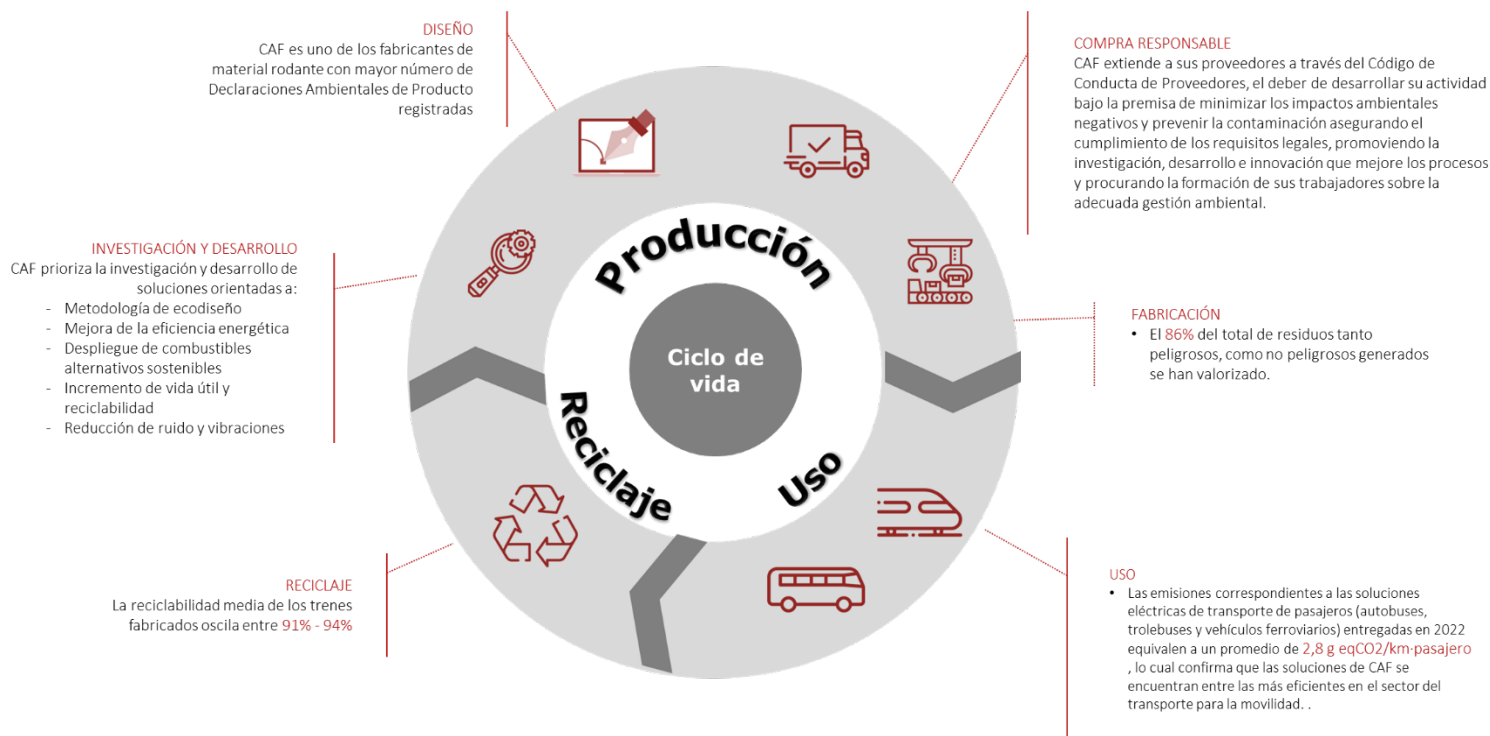 DISEÑO
CAF es uno de los fabricantes de
material rodante con mayor número de
Declaraciones Ambientales de Producto
registradas
COMPRA RESPONSABLE
CAF extiende a sus proveedores a través del Código de
Conducta de Proveedores, el deber de desarrollar su actividad
bajo la premisa de minimizar los impactos ambientales
negativos y prevenir la contaminación asegurando el
cumplimiento de los requisitos legales, promoviendo la
investigación, desarrollo e innovación que mejore los procesos
y procurando la formación de sus trabajadores sobre la
adecuada gestión ambiental.
INVESTIGACIÓN Y DESARROLLO
CAF prioriza la investigación y desarrollo de
soluciones orientadas a:
- Metodología de ecodiseño
- Mejora de la eficiencia energética
- Despliegue de combustibles
alternativos sostenibles
- Incremento de vida útil y
reciclabilidad
- Reducción de ruido y vibraciones
Producción
Ciclo de
vida
Reciclaje
Uso
FABRICACIÓN
• El 86% del total de residuos tanto
peligrosos, como no peligrosos generados
se han valorizado.
RECICLAJE
La reciclabilidad media de los trenes
fabricados oscila entre 91% - 94%
USO
• Las emisiones correspondientes a las soluciones
eléctricas de transporte de pasajeros (autobuses,
trolebuses y vehículos ferroviarios) entregadas en 2022
equivalen a un promedio de 2,8 g eqCO2/km·pasajero
, lo cual confirma que las soluciones de CAF se
encuentran entre las más eficientes en el sector del
transporte para la movilidad. .